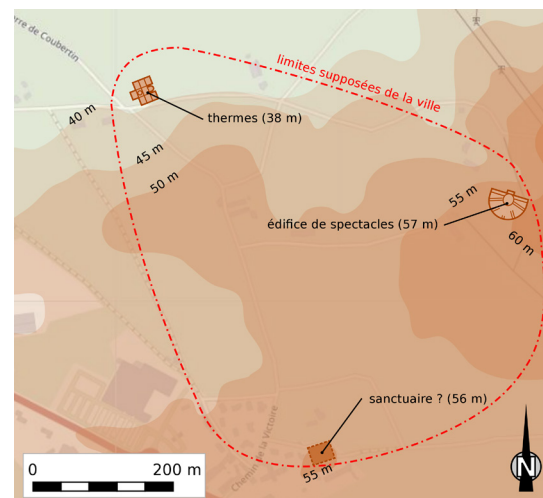 erre de Coubertin
limites supposées de la ville
40 m
thermes (38 m)
45 m
50 m
55 m
édifice de spectacles (57 m)
60 m
sanctuaire ? (56 m)
Chemin de la Victoire
55 m
0 200 m
N